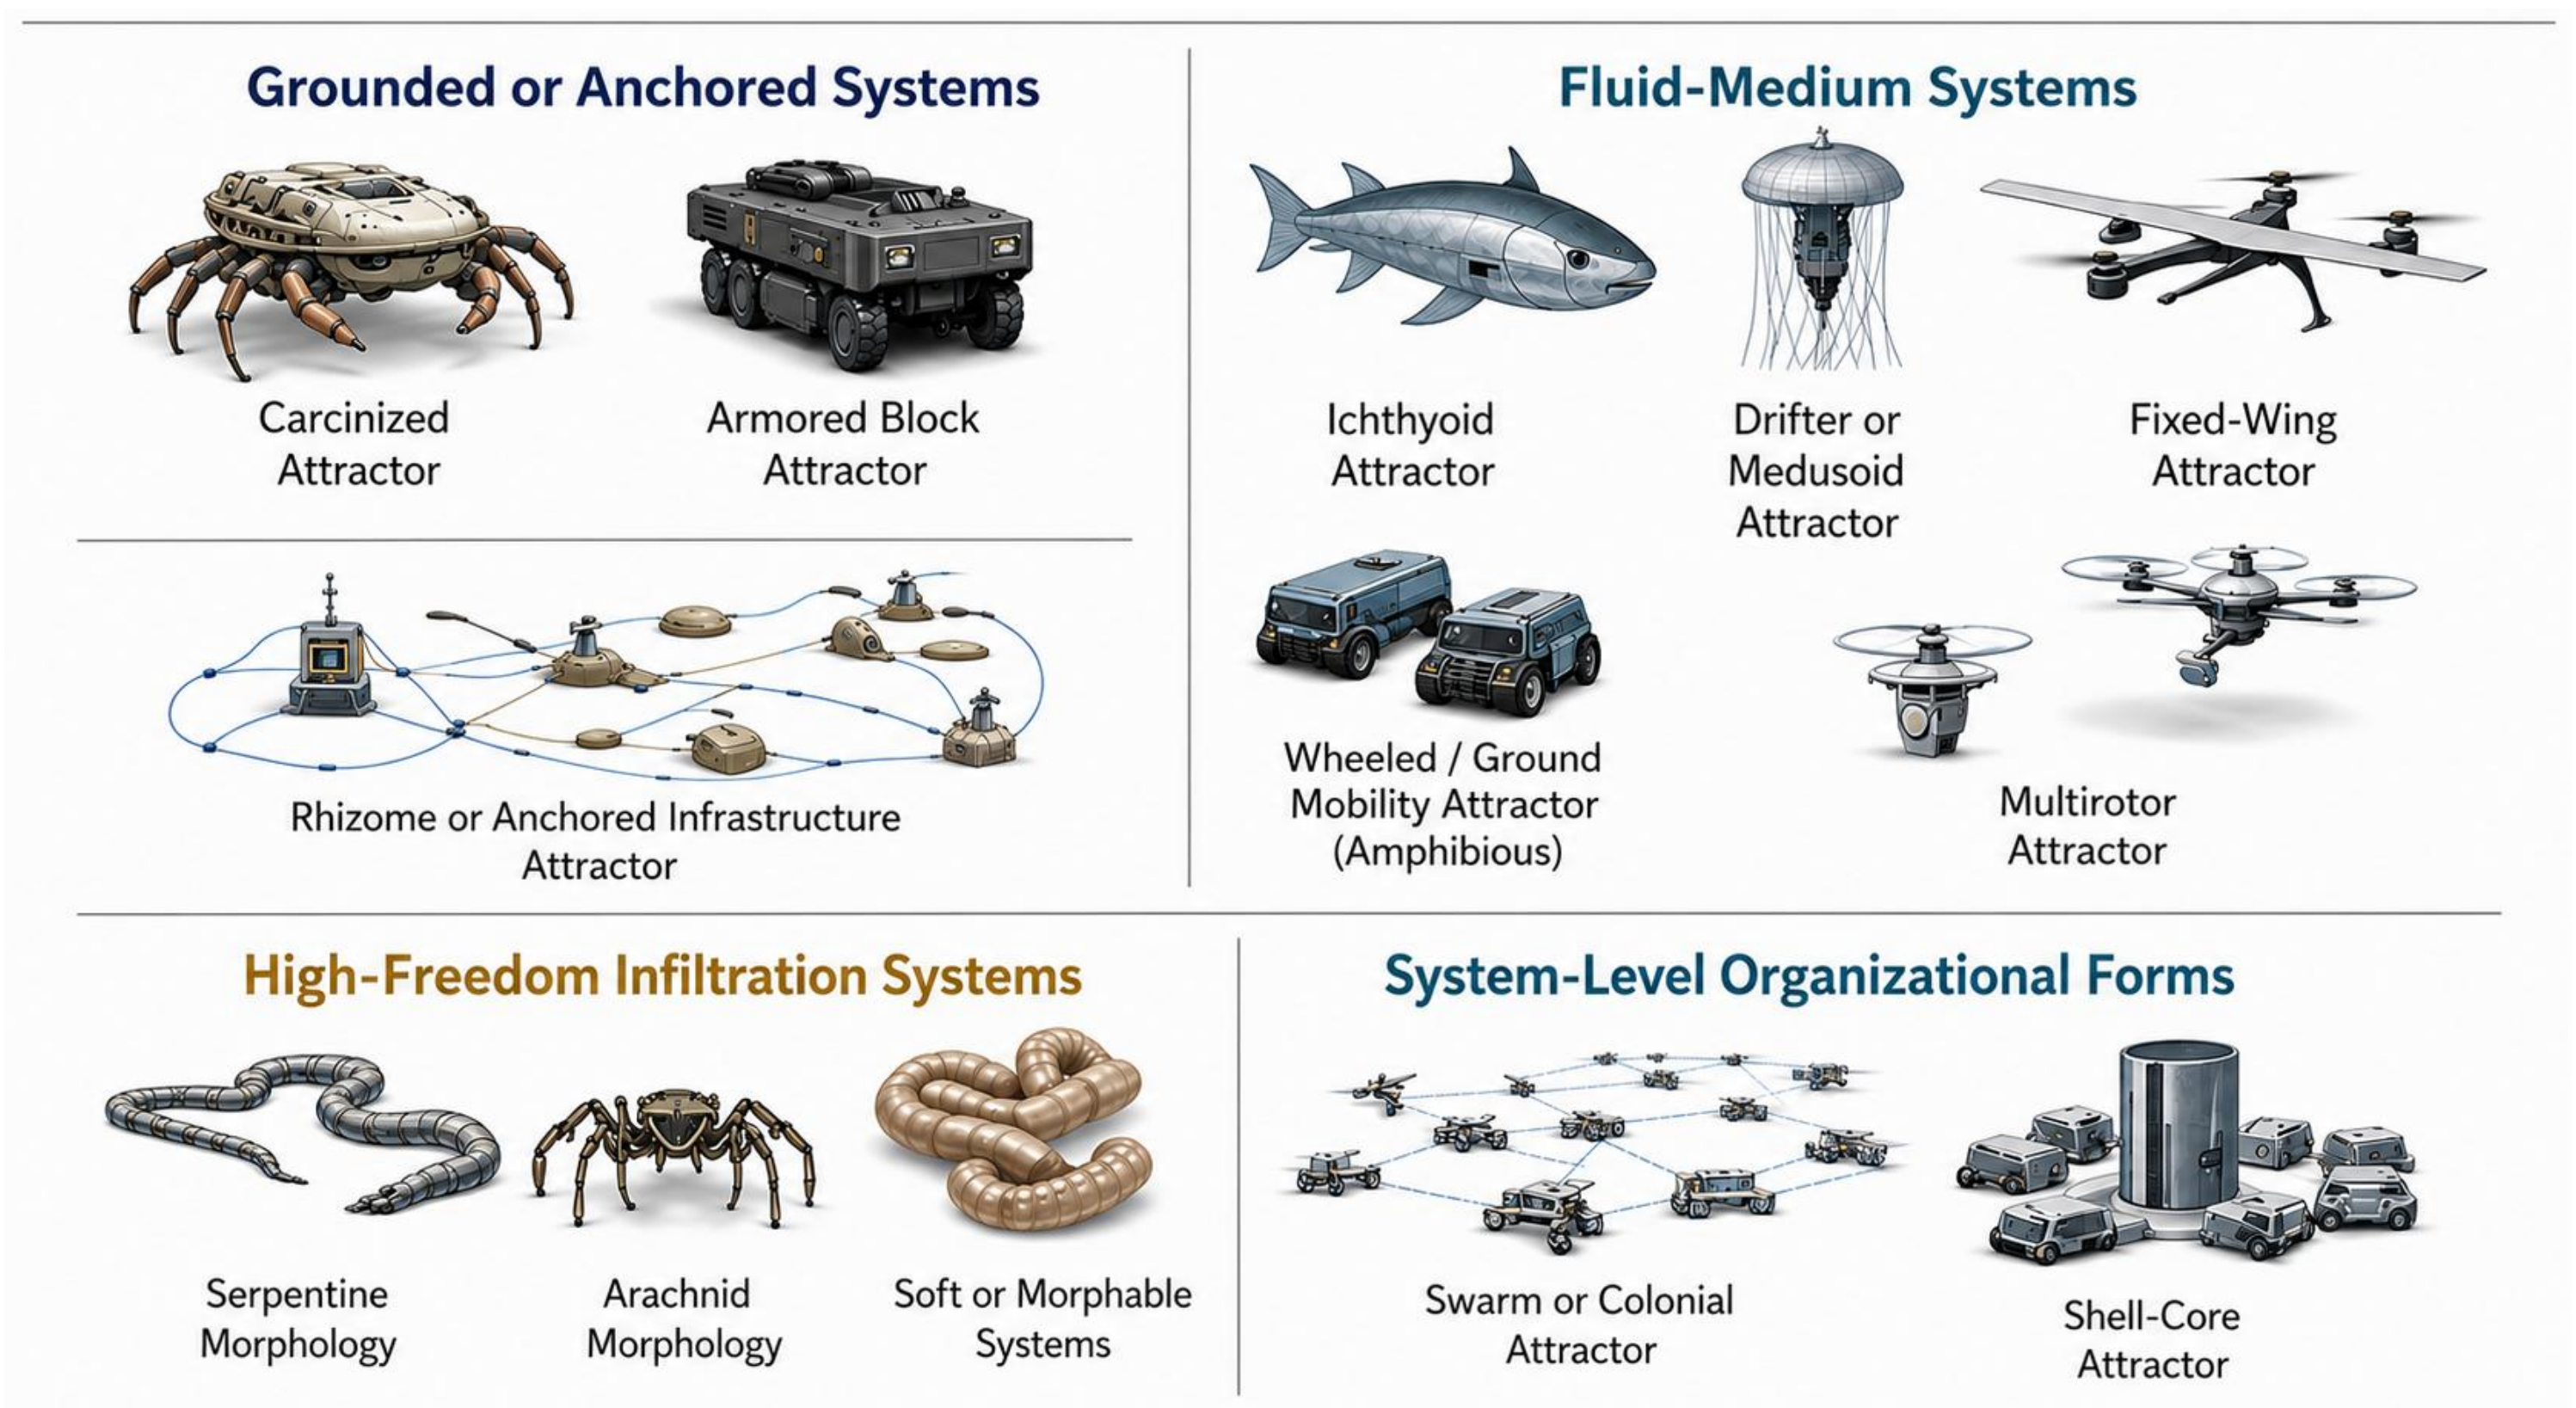 Grounded or Anchored Systems
Carcinized
Attractor
Armored Block
Attractor
Rhizome or Anchored Infrastructure
Attractor
Fluid-Medium Systems
Ichthyoid
Attractor
Drifter or
Medusoid
Attractor
Fixed-Wing
Attractor
Wheeled / Ground
Mobility Attractor
(Amphibious)
Multirotor
Attractor
High-Freedom Infiltration Systems
Serpentine
Morphology
Arachnid
Morphology
Soft or Morphable
Systems
System-Level Organizational Forms
Swarm or Colonial
Attractor
Shell-Core
Attractor